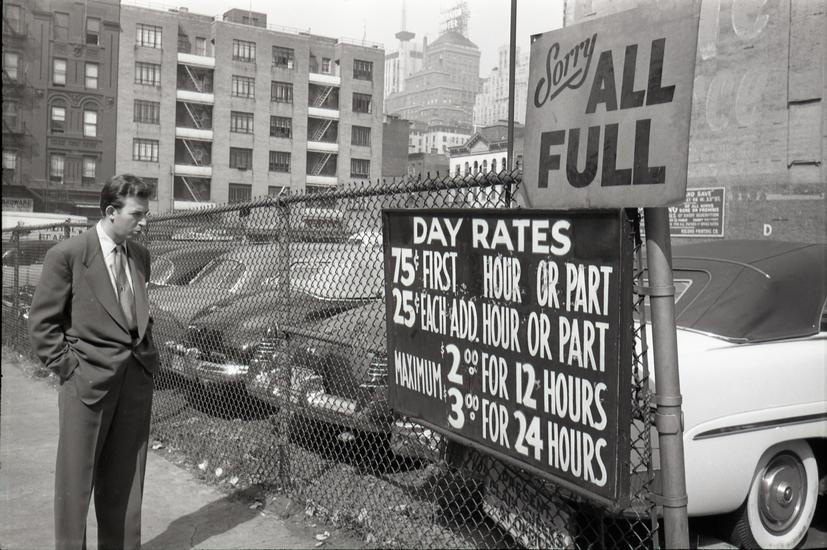 Sorry
ALL
FULL
DAY RATES
75¢ FIRST HOUR OR PART
25¢ EACH ADD. HOUR OR PART
MAXIMUM $2.00 FOR 12 HOURS
$3.00 FOR 24 HOURS
HARDWARE
D